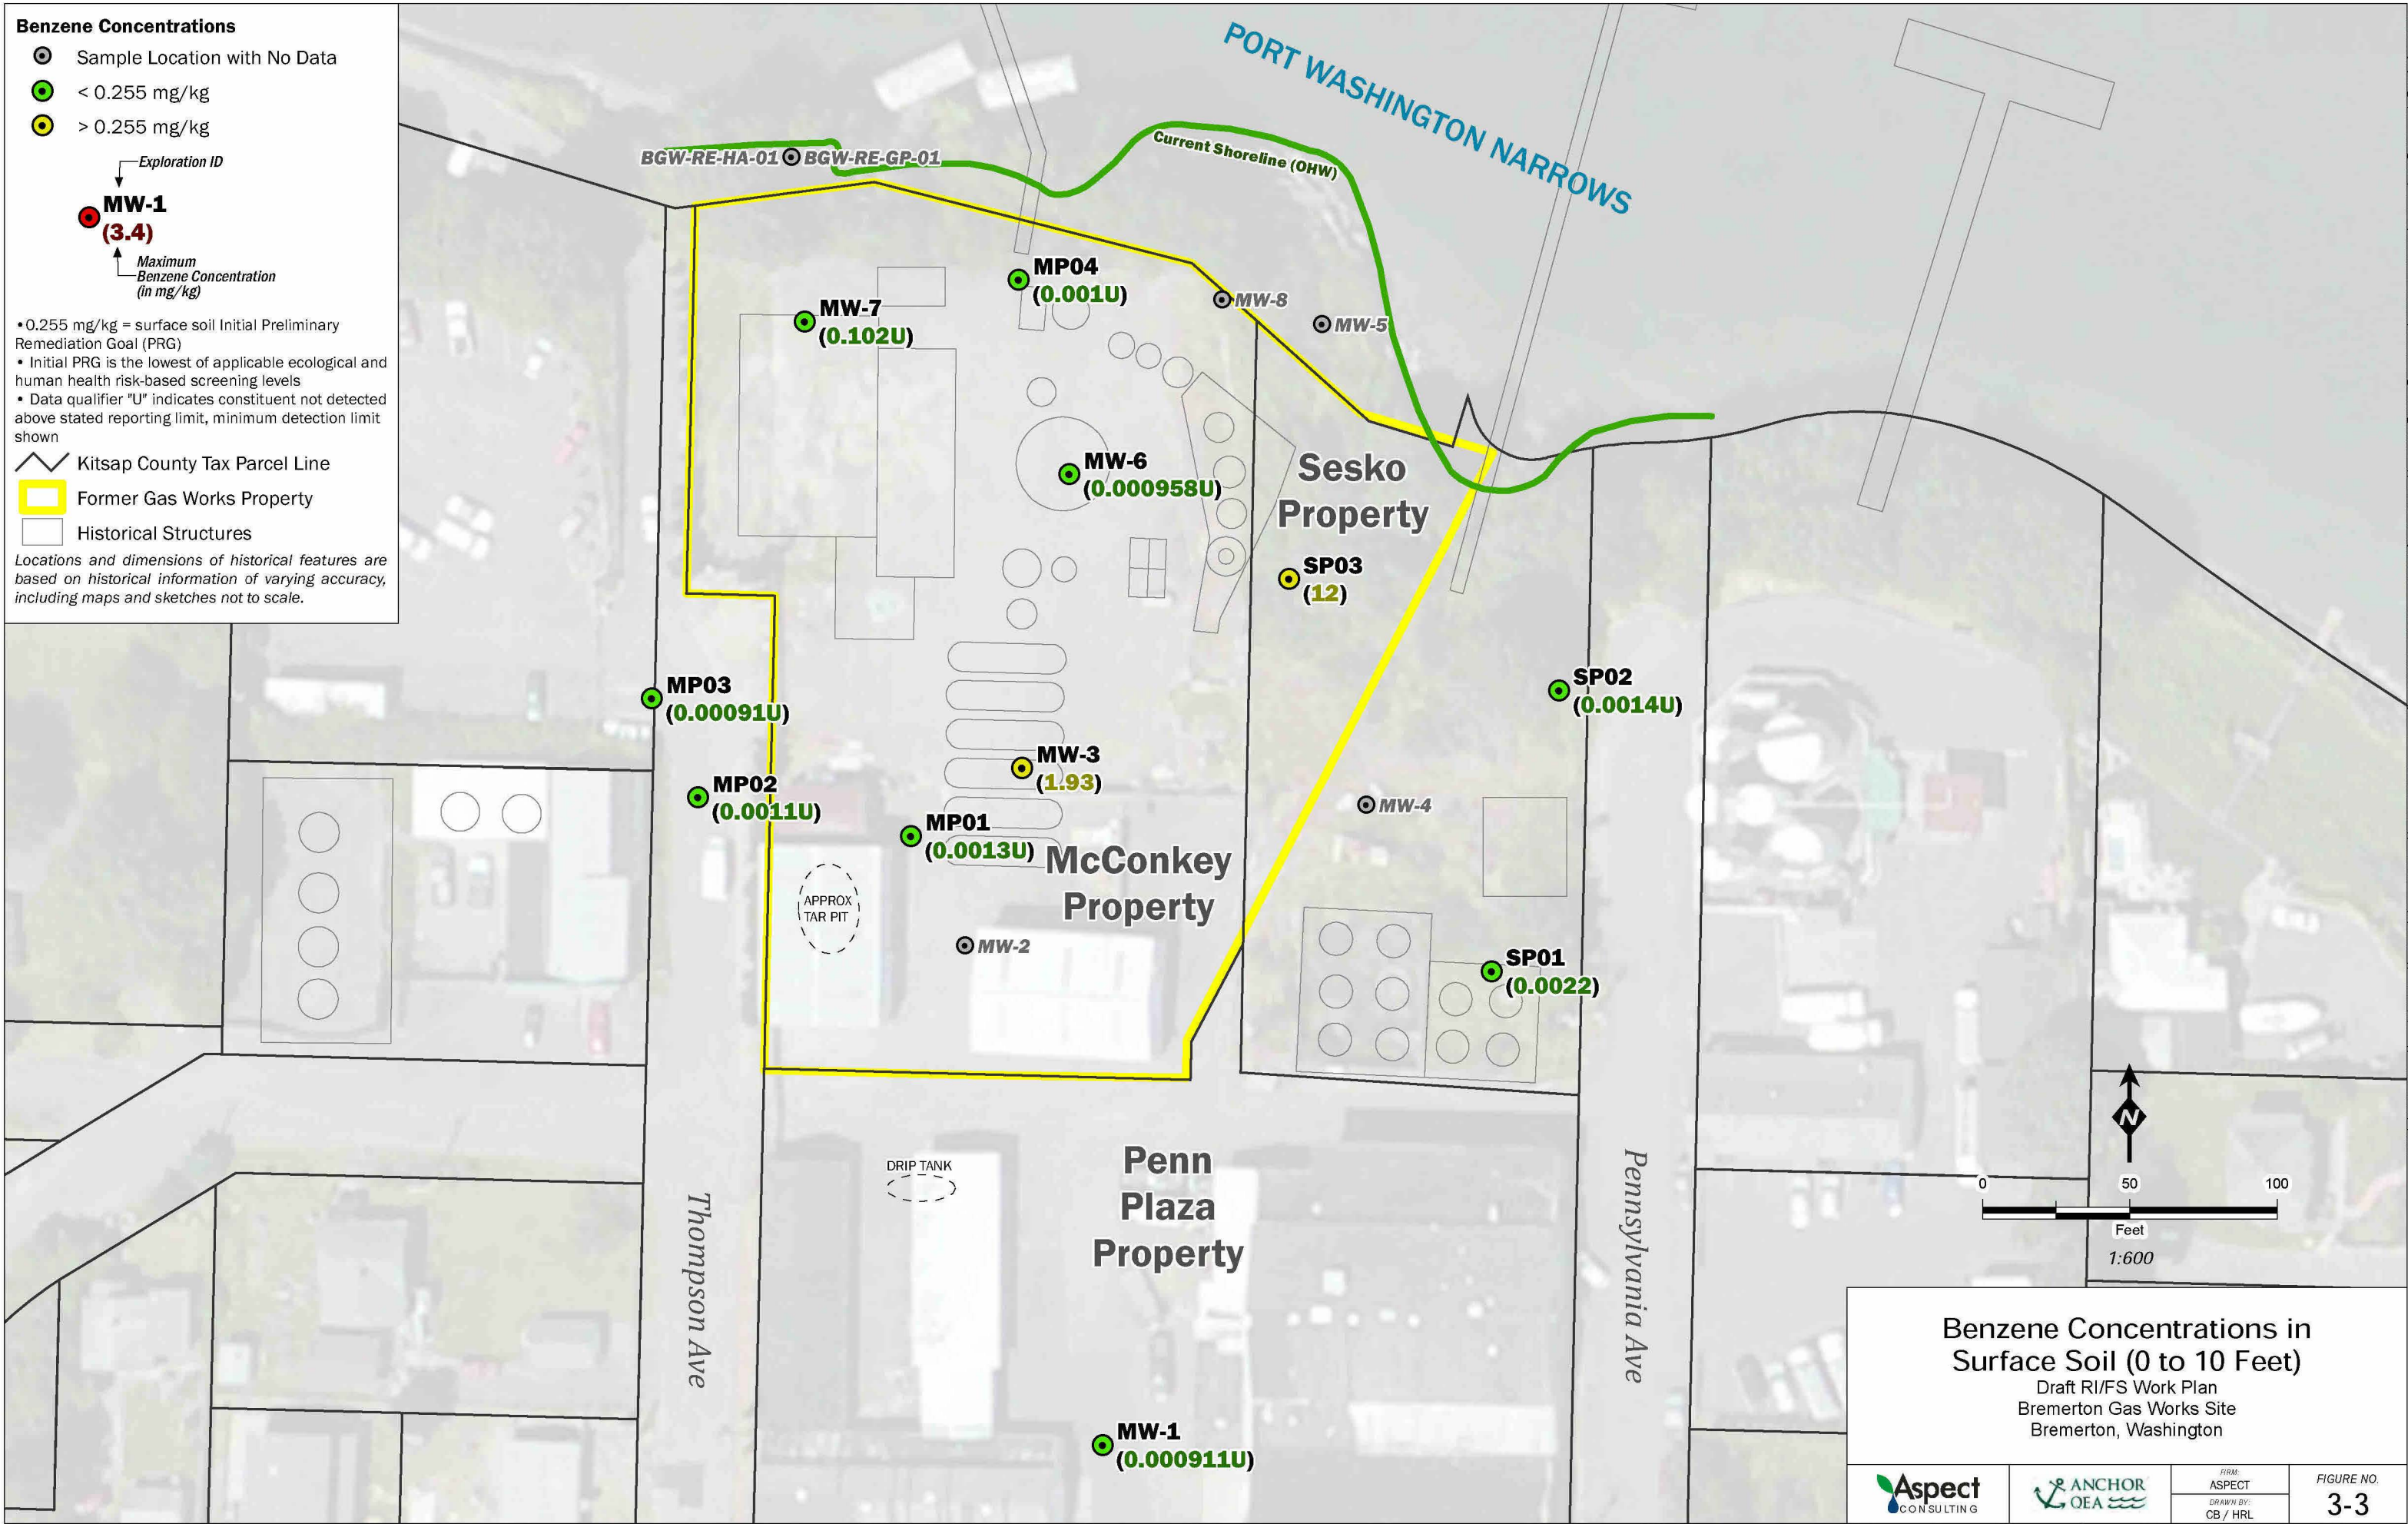 Benzene Concentrations
Sample Location with No Data
< 0.255 mg/kg
> 0.255 mg/kg
Exploration ID
MW-1
(3.4)
Maximum
Benzene Concentration
(in mg/kg)
•0.255 mg/kg = surface soil Initial Preliminary
Remediation Goal (PRG)
• Initial PRG is the lowest of applicable ecological and
human health risk-based screening levels
• Data qualifier "U" indicates constituent not detected
above stated reporting limit, minimum detection limit
shown
Kitsap County Tax Parcel Line
Former Gas Works Property
Historical Structures
Locations and dimensions of historical features are
based on historical information of varying accuracy,
including maps and sketches not to scale.
PORT WASHINGTON NARROWS
Current Shoreline (OHW)
BGW-RE-HA-01 BGW-RE-GP-01
MP04
(0.001U)
MW-7
(0.102U)
MW-8
MW-5
MW-6
(0.000958U)
Sesko
Property
SP03
(12)
MP03
(0.00091U)
SP02
(0.0014U)
MW-3
(1.93)
MP02
(0.0011U)
MW-4
MP01
(0.0013U)
McConkey
Property
APPROX
TAR PIT
MW-2
SP01
(0.0022)
DRIP TANK
Penn
Plaza
Property
Thompson Ave
Pennsylvania Ave
MW-1
(0.000911U)
N
0 50 100
Feet
1:600
Benzene Concentrations in
Surface Soil (0 to 10 Feet)
Draft RI/FS Work Plan
Bremerton Gas Works Site
Bremerton, Washington
Aspect
CONSULTING
ANCHOR
QEA
FIRM:
ASPECT
DRAWN BY:
CB / HRL
FIGURE NO.
3-3